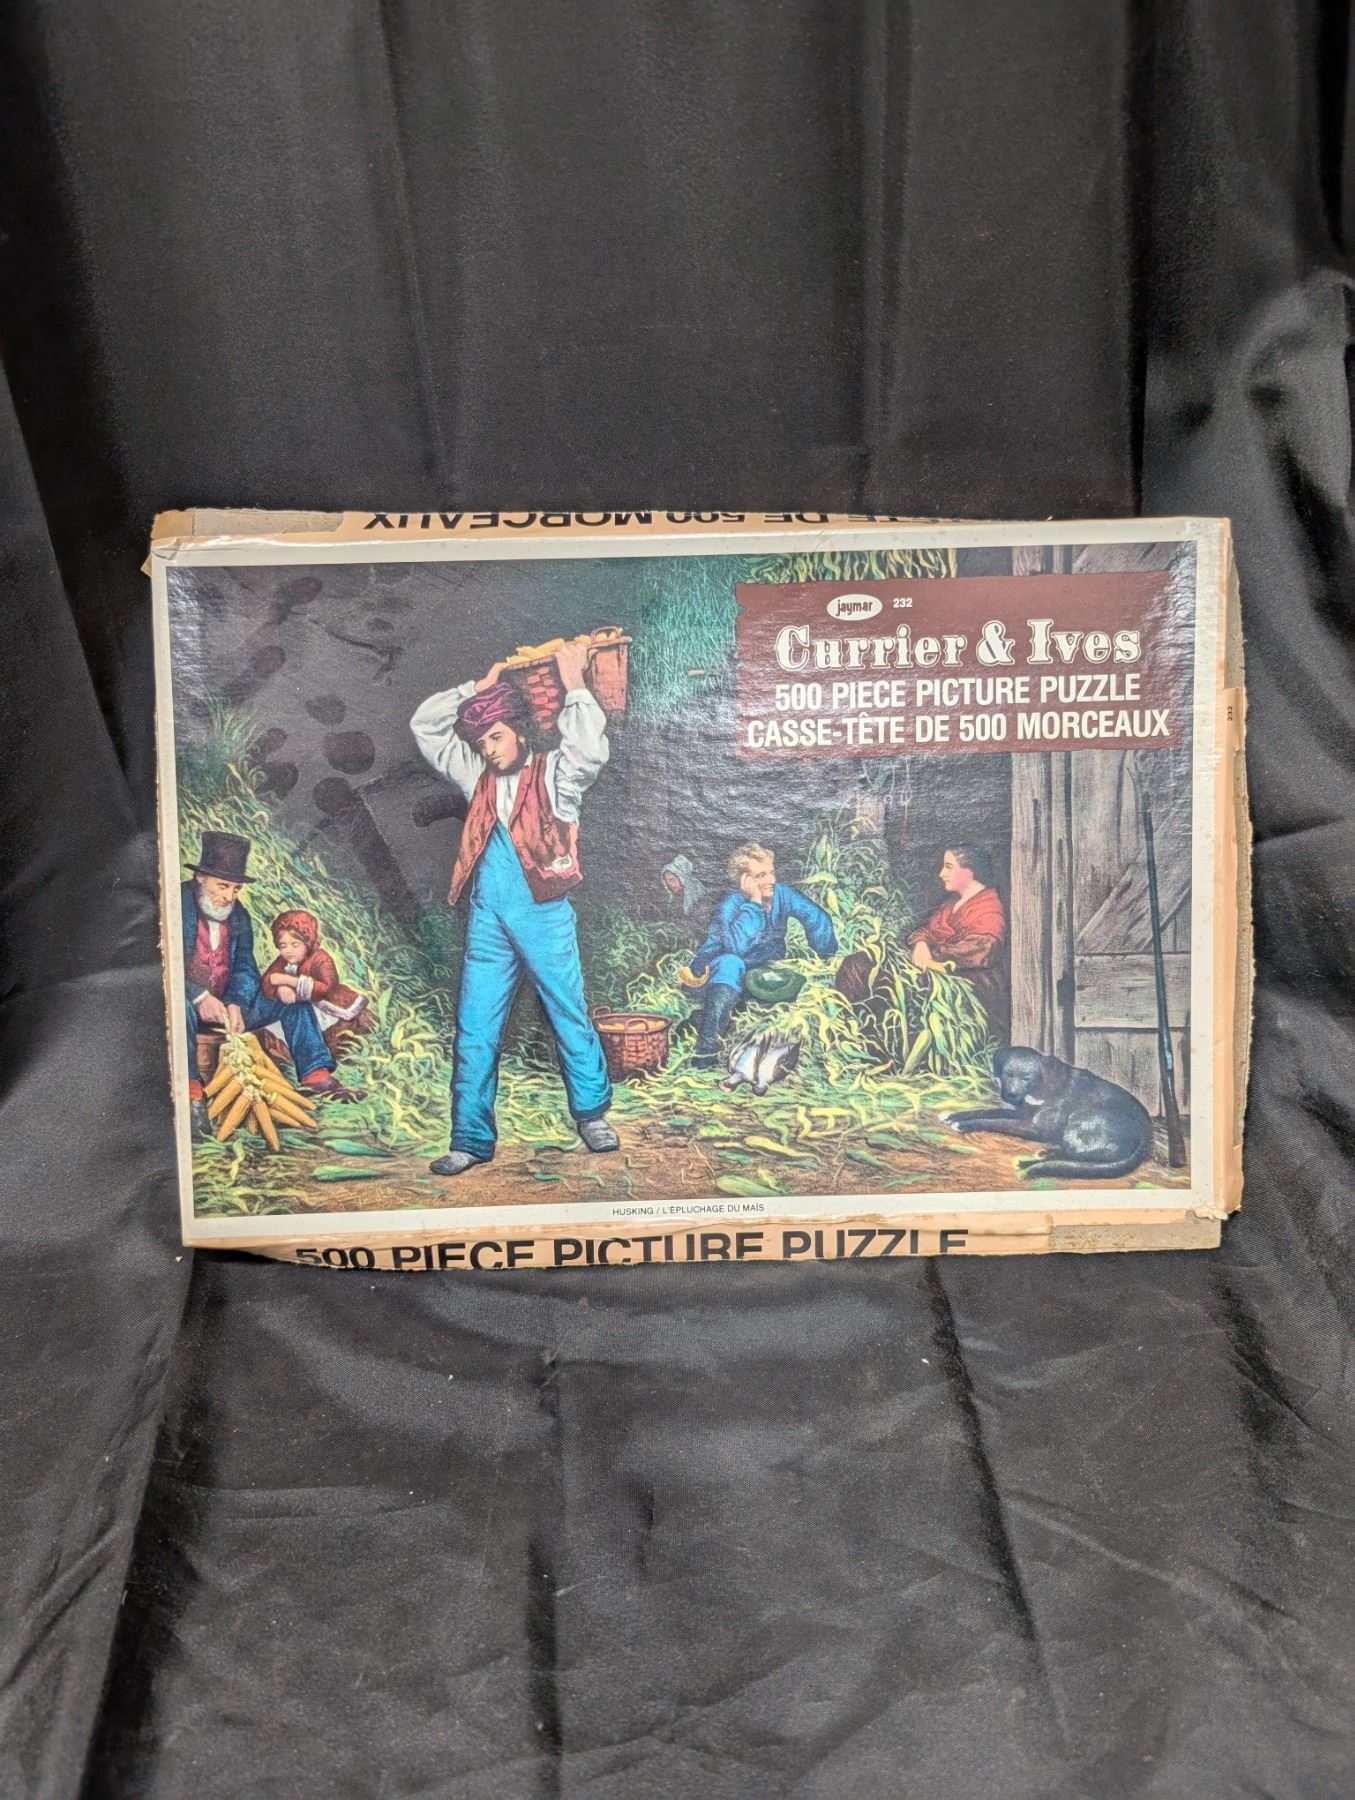 DE 500 MORCEAUX
jaymar 232
Currier & Ives
500 PIECE PICTURE PUZZLE
CASSE-TÊTE DE 500 MORCEAUX
232
HUSKING / L'ÉPLUCHAGE DU MAÏS
500 PIECE PICTURE PUZZLE